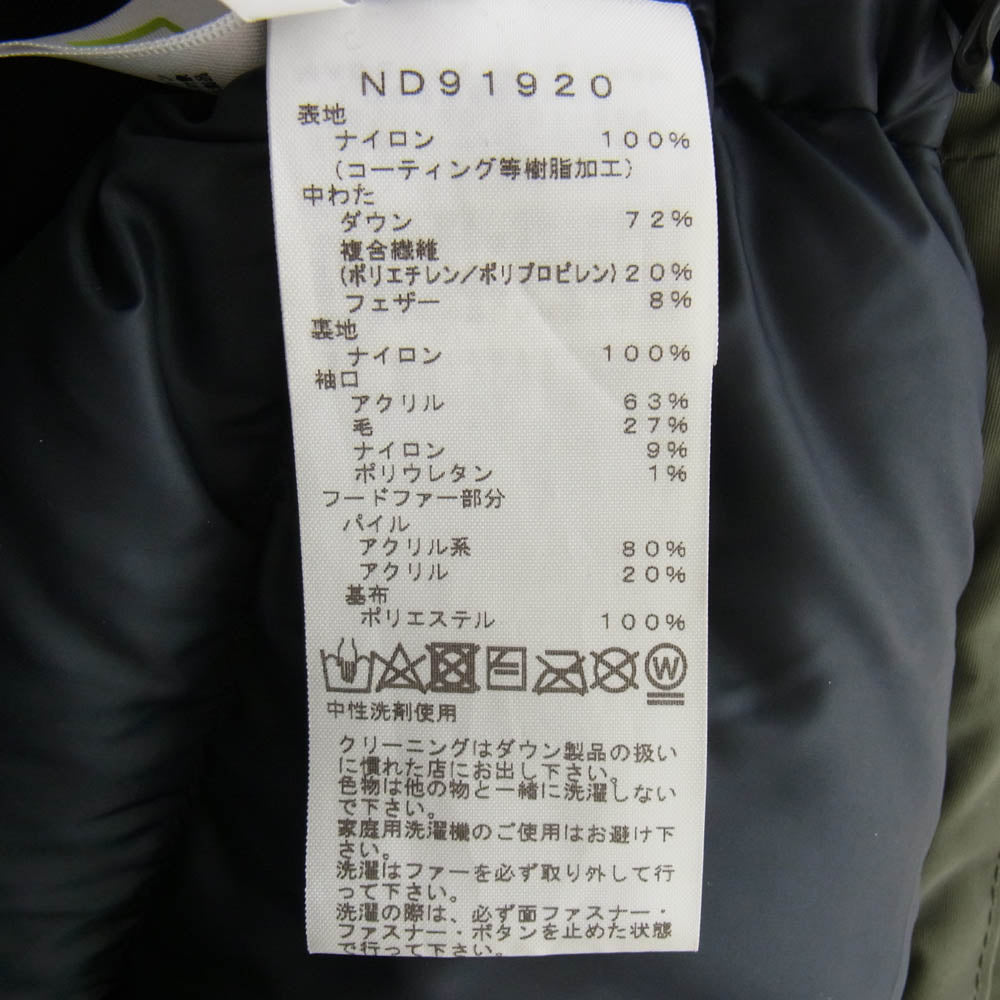 ND91920
表地
ナイロン 100%
(コーティング等樹脂加工)
中わた
ダウン 72%
複合繊維
(ポリエチレン/ポリプロピレン) 20%
フェザー 8%
裏地
ナイロン 100%
袖口
アクリル 63%
毛 27%
ナイロン 9%
ポリウレタン 1%
フードファー部分
パイル
アクリル系 80%
アクリル 20%
基布
ポリエステル 100%
W
中性洗剤使用
クリーニングはダウン製品の扱い
に慣れた店にお出し下さい。
色物は他の物と一緒に洗濯しない
で下さい。
家庭用洗濯機のご使用はお避け下
さい。
洗濯はファーを必ず取り外して行
って下さい。
洗濯の際は、必ず面ファスナー・
ファスナー・ボタンを止めた状態
で行って下さい。